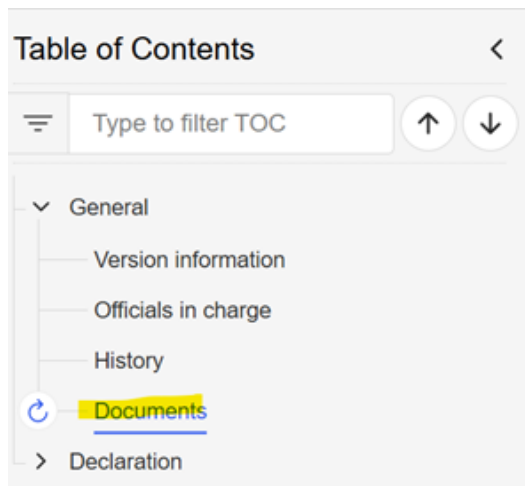 Table of Contents
Type to filter TOC
General
Version information
Officials in charge
History
Documents
Declaration